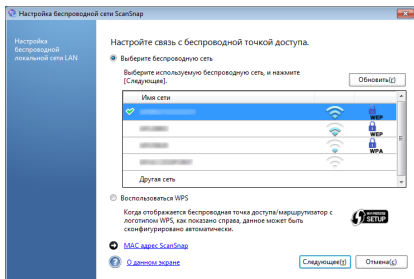 Настройка беспроводной сети ScanSnap
Настройка
беспроводной
локальной сети LAN
Настройте связь с беспроводной точкой доступа.
Выберите беспроводную сеть
Выберите используемую беспроводную сеть, и нажмите
[Следующее].
Обновить(r)
Имя сети
WEP
WEP
WPA
Другая сеть
Воспользоваться WPS
Когда отображается беспроводная точка доступа/маршрутизатор с
логотипом WPS, как показано справа, данное может быть
сконфигурировано автоматически.
SETUP
MAC адрес ScanSnap
О данном экране
Следующее(t)
Отмена(c)